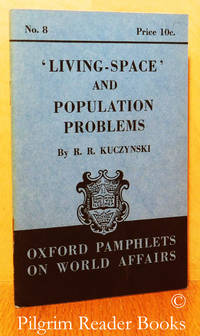 No. 8 Price 10c.
'LIVING-SPACE'
AND
POPULATION
PROBLEMS
By R. R. KUCZYNSKI
OXFORD PAMPHLETS
ON WORLD AFFAIRS
©
Pilgrim Reader Books